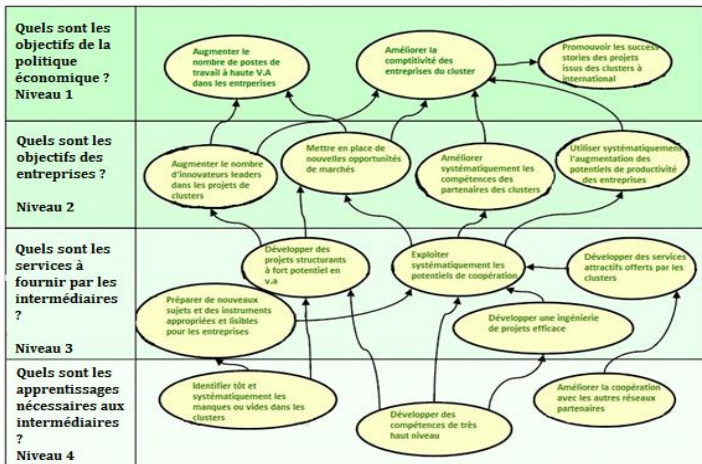 Quels sont les
objectifs de la
politique
économique ?
Niveau 1
Augmenter le
nombre de postes de
travail à haute V.A
dans les entrperises
Améliorer la
comptitivité des
entreprises du cluster
Promouvoir les success
stories des projets
issus des clusters à
international
Quels sont les
objectifs des
entreprises ?
Niveau 2
Augmenter le nombre
d'innovateurs leaders
dans les projets de
clusters
Mettre en place de
nouvelles opportunités
de marchés
Améliorer
systématiquement les
compétences des
partenaires des clusters
Utiliser systématiquement
l'augmentation des
potentiels de productivité
des entreprises
Quels sont les
services à
fournir par les
intermédiaires
?
Niveau 3
Développer des
projets structurants
à fort potentiel en
v.a
Exploiter
systématiquement les
potentiels de coopération
Développer des services
attractifs offerts par les
clusters
Préparer de nouveaux
sujets et des instruments
appropriées et lisibles
pour les entreprises
Développer une ingénierie
de projets efficace
Quels sont les
apprentissages
nécessaires aux
intermédiaires
?
Niveau 4
Identifier tôt et
systématiquement les
manques ou vides dans les
clusters
Développer des
compétences de très
haut niveau
Améliorer la coopération
avec les autres réseaux
partenaires